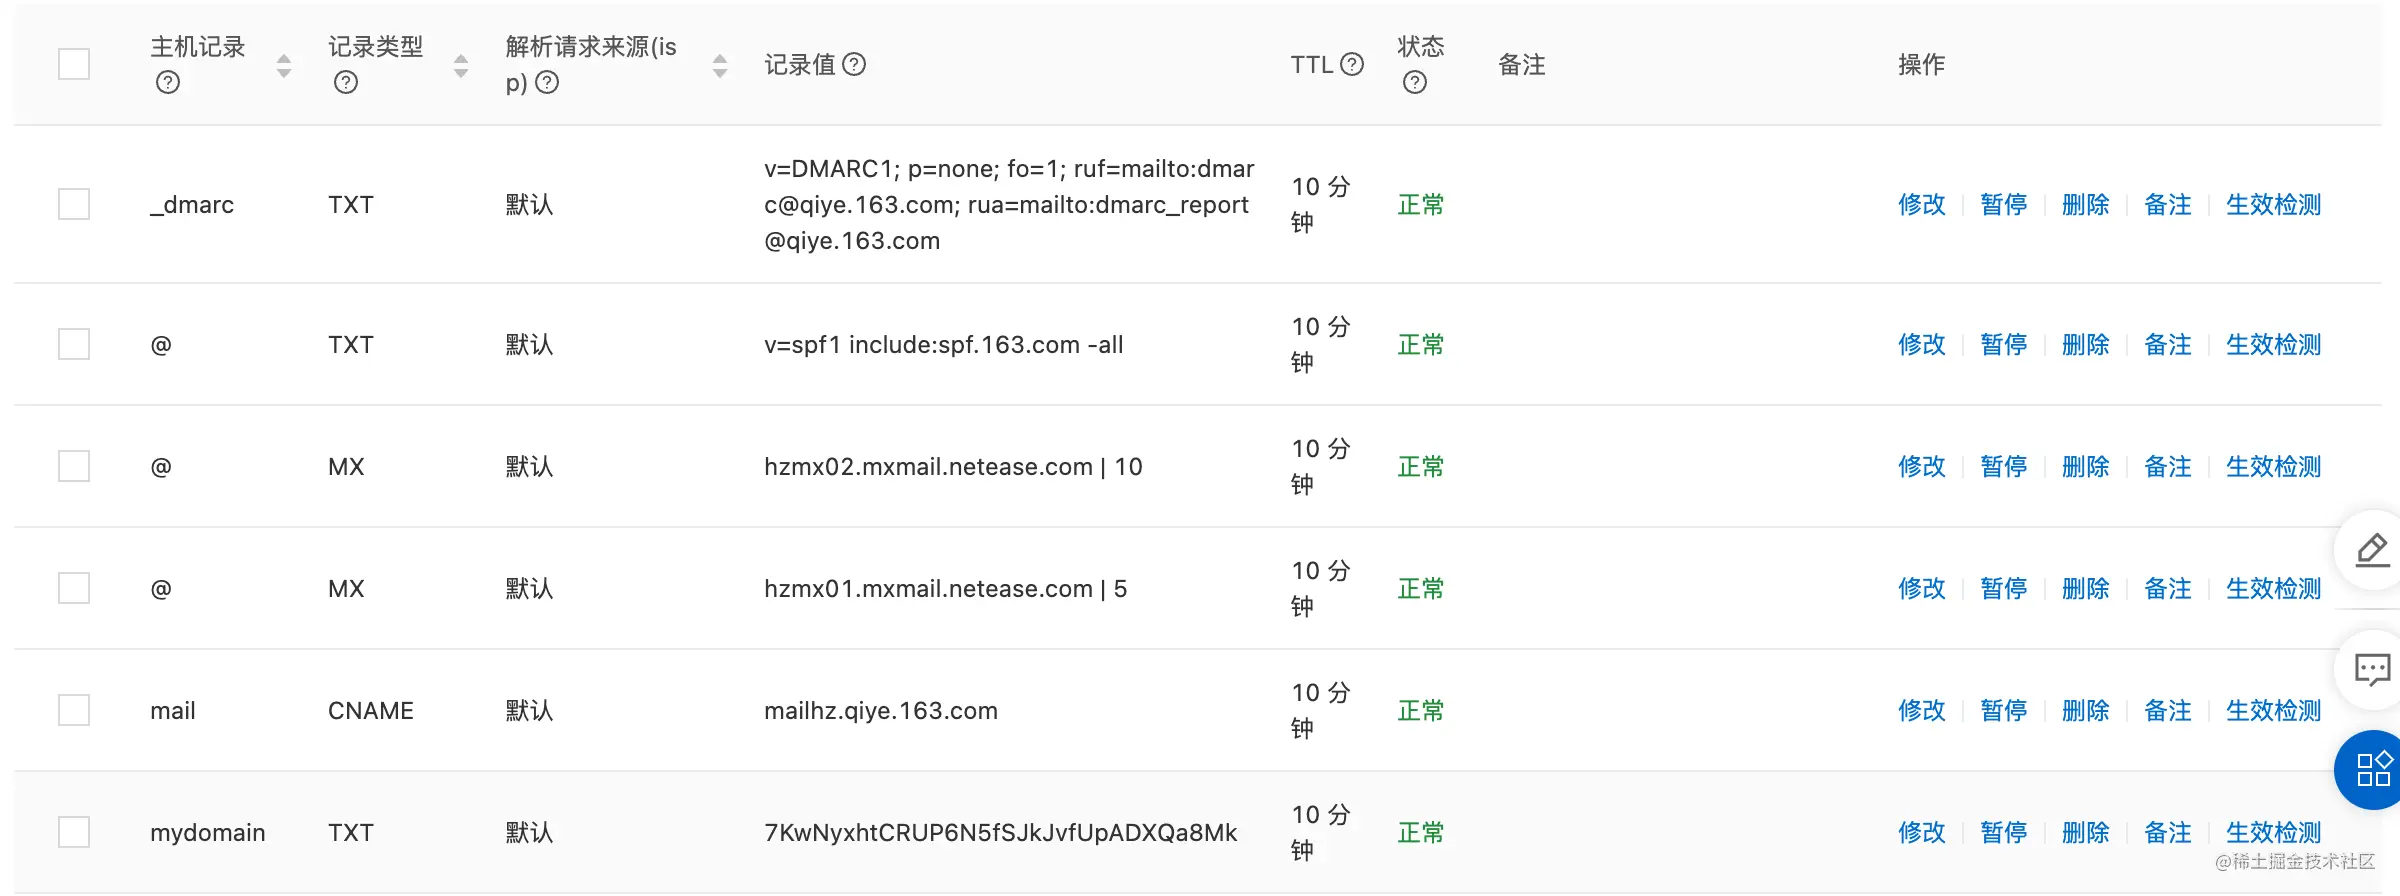 主机记录 记录类型 解析请求来源(isp) 记录值 TTL 状态 备注 操作
_dmarc TXT 默认 v=DMARC1; p=none; fo=1; ruf=mailto:dmar
c@qiye.163.com; rua=mailto:dmarc_report
@qiye.163.com 10 分钟 正常 修改 暂停 删除 备注 生效检测
@ TXT 默认 v=spf1 include:spf.163.com -all 10 分钟 正常 修改 暂停 删除 备注 生效检测
@ MX 默认 hzmx02.mxmail.netease.com | 10 10 分钟 正常 修改 暂停 删除 备注 生效检测
@ MX 默认 hzmx01.mxmail.netease.com | 5 10 分钟 正常 修改 暂停 删除 备注 生效检测
mail CNAME 默认 mailhz.qiye.163.com 10 分钟 正常 修改 暂停 删除 备注 生效检测
mydomain TXT 默认 7KwNyxhtCRUP6N5fSJkJvfUpADXQa8Mk 10 分钟 正常 修改 暂停 删除 备注 生效检测
@稀土掘金技术社区